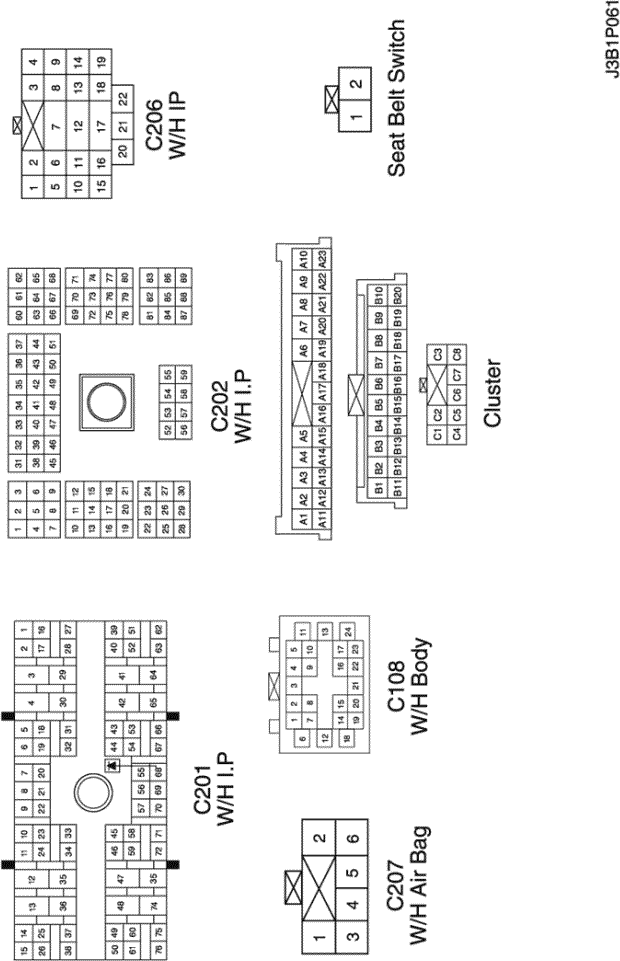 15 14 13 12 11 10 9 8 7 6 5 4 3 2 1
26 25 24 23 22 21 20 19 18 17 16
38 37 36 35 34 33 32 31 30 29 28 27
50 49 48 47 46 45 44 43 42 41 40 39
61 60 59 58 57 56 55 54 53 52 51
76 75 74 35 72 71 70 69 68 67 66 65 64 63 62
C201
W/H I.P
1 2 3
4 5 6
7 8 9
10 11 12
13 14 15
16 17 18
19 20 21
22 23 24
25 26 27
28 29 30
31 32 33 34 35 36 37
38 39 40 41 42 43 44
45 46 47 48 49 50 51
52 53 54 55
56 57 58 59
60 61 62
63 64 65
66 67 68
69 70 71
72 73 74
75 76 77
78 79 80
81 82 83
84 85 86
87 88 89
C202
W/H I.P
1 2 3 4
5 6 7 8 9
10 11 12 13 14
15 16 17 18 19
20 21 22
C206
W/H IP
1 2
3 4 5 6
C207
W/H Air Bag
1 2 3 4 5
6 7 8 9 10 11
12 13
14 15 16 17
18 19 20 21 22 23 24
C108
W/H Body
A1 A2 A3 A4 A5 A6 A7 A8 A9 A10
A11 A12 A13 A14 A15 A16 A17 A18 A19 A20 A21 A22 A23
B1 B2 B3 B4 B5 B6 B7 B8 B9 B10
B11 B12 B13 B14 B15 B16 B17 B18 B19 B20
C1 C2 C3
C4 C5 C6 C7 C8
Cluster
1 2
Seat Belt Switch
J3B1P061